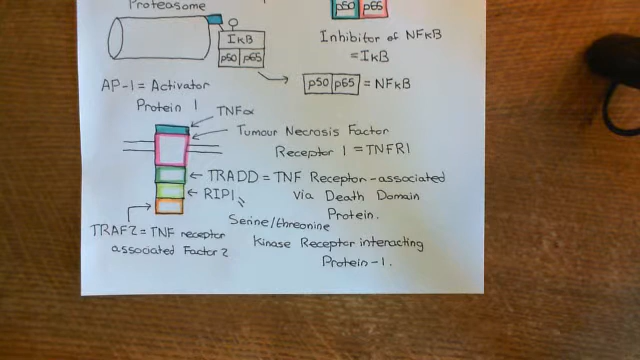 Proteasome
p50 p65
IκB
p50 p65
Inhibitor of NFκB
= IκB
p50 p65 = NFκB
AP-1 = Activator
Protein 1
TNFα
Tumour Necrosis Factor
Receptor 1 = TNFR1
TRADD = TNF Receptor-associated
via Death Domain
Protein.
RIP1
Serine/threonine
Kinase Receptor interacting
Protein-1.
TRAF2 = TNF receptor
associated Factor 2